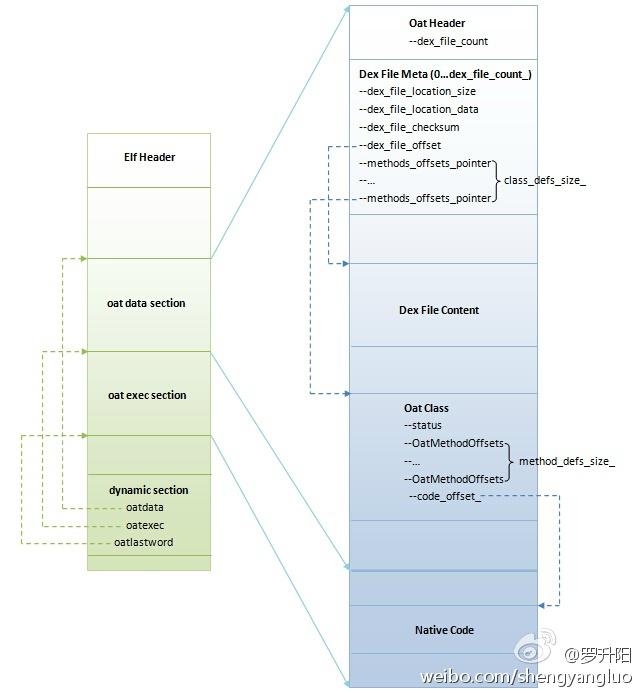 Elf Header
oat data section
oat exec section
dynamic section
oatdata
oatexec
oatlastword
Oat Header
--dex_file_count
Dex File Meta (0...dex_file_count_)
--dex_file_location_size
--dex_file_location_data
--dex_file_checksum
--dex_file_offset
--methods_offsets_pointer
--...
--methods_offsets_pointer
class_defs_size_
Dex File Content
Oat Class
--status
--OatMethodOffsets
--...
--OatMethodOffsets
method_defs_size_
--code_offset_
Native Code
@罗升阳
weibo.com/shengyangluo